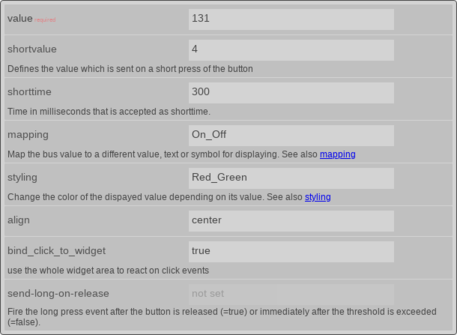 value (required) 131
shortvalue 4
Defines the value which is sent on a short press of the button
shorttime 300
Time in milliseconds that is accepted as shorttime.
mapping On_Off
Map the bus value to a different value, text or symbol for displaying. See also mapping
styling Red_Green
Change the color of the dispayed value depending on its value. See also styling
align center
bind_click_to_widget true
use the whole widget area to react on click events
send-long-on-release not set
Fire the long press event after the button is released (=true) or immediately after the threshold is exceeded
(=false).